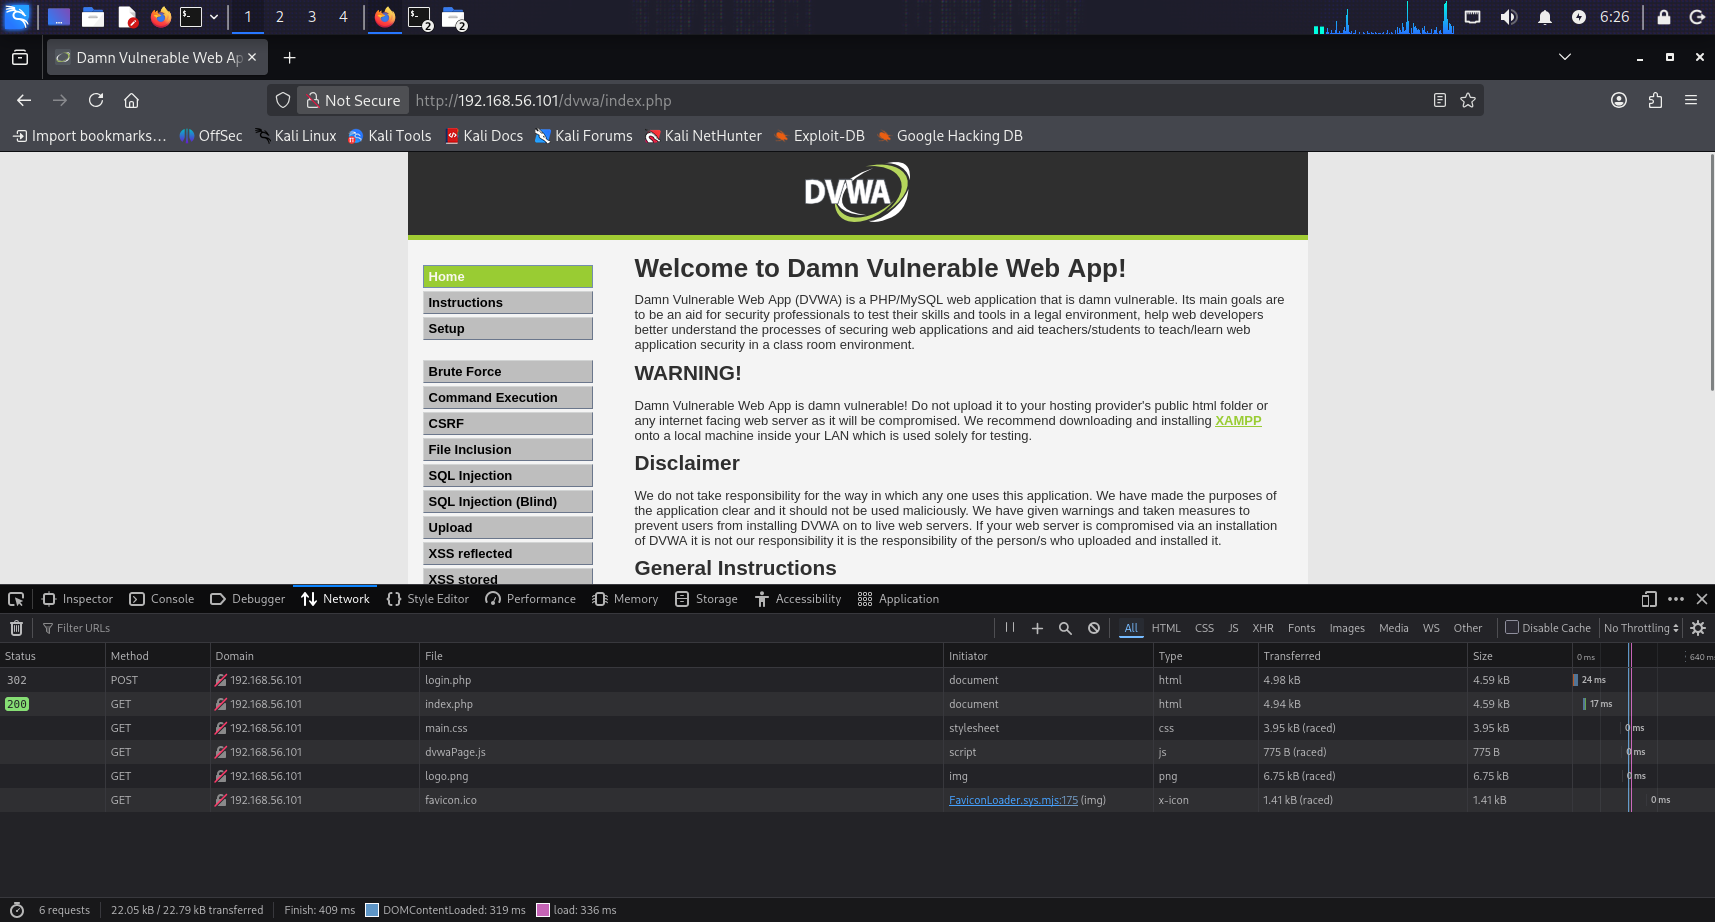 1 2 3 4 2 2 6:26
Damn Vulnerable Web Ap
Not Secure http://192.168.56.101/dvwa/index.php
Import bookmarks… OffSec Kali Linux Kali Tools Kali Docs Kali Forums Kali NetHunter Exploit-DB Google Hacking DB
DVWA
Home
Instructions
Setup
Brute Force
Command Execution
CSRF
File Inclusion
SQL Injection
SQL Injection (Blind)
Upload
XSS reflected
XSS stored
Welcome to Damn Vulnerable Web App!
Damn Vulnerable Web App (DVWA) is a PHP/MySQL web application that is damn vulnerable. Its main goals are
to be an aid for security professionals to test their skills and tools in a legal environment, help web developers
better understand the processes of securing web applications and aid teachers/students to teach/learn web
application security in a class room environment.
WARNING!
Damn Vulnerable Web App is damn vulnerable! Do not upload it to your hosting provider's public html folder or
any internet facing web server as it will be compromised. We recommend downloading and installing XAMPP
onto a local machine inside your LAN which is used solely for testing.
Disclaimer
We do not take responsibility for the way in which any one uses this application. We have made the purposes of
the application clear and it should not be used maliciously. We have given warnings and taken measures to
prevent users from installing DVWA on to live web servers. If your web server is compromised via an installation
of DVWA it is not our responsibility it is the responsibility of the person/s who uploaded and installed it.
General Instructions
Inspector Console Debugger Network Style Editor Performance Memory Storage Accessibility Application
Filter URLs All HTML CSS JS XHR Fonts Images Media WS Other Disable Cache No Throttling
Status Method Domain File Initiator Type Transferred Size 0 ms 640 m
302 POST 192.168.56.101 login.php document html 4.98 kB 4.59 kB 24 ms
200 GET 192.168.56.101 index.php document html 4.94 kB 4.59 kB 17 ms
GET 192.168.56.101 main.css stylesheet css 3.95 kB (raced) 3.95 kB 0 ms
GET 192.168.56.101 dvwaPage.js script js 775 B (raced) 775 B 0 ms
GET 192.168.56.101 logo.png img png 6.75 kB (raced) 6.75 kB 0 ms
GET 192.168.56.101 favicon.ico FaviconLoader.sys.mjs:175 (img) x-icon 1.41 kB (raced) 1.41 kB 0 ms
6 requests 22.05 kB / 22.79 kB transferred Finish: 409 ms DOMContentLoaded: 319 ms load: 336 ms